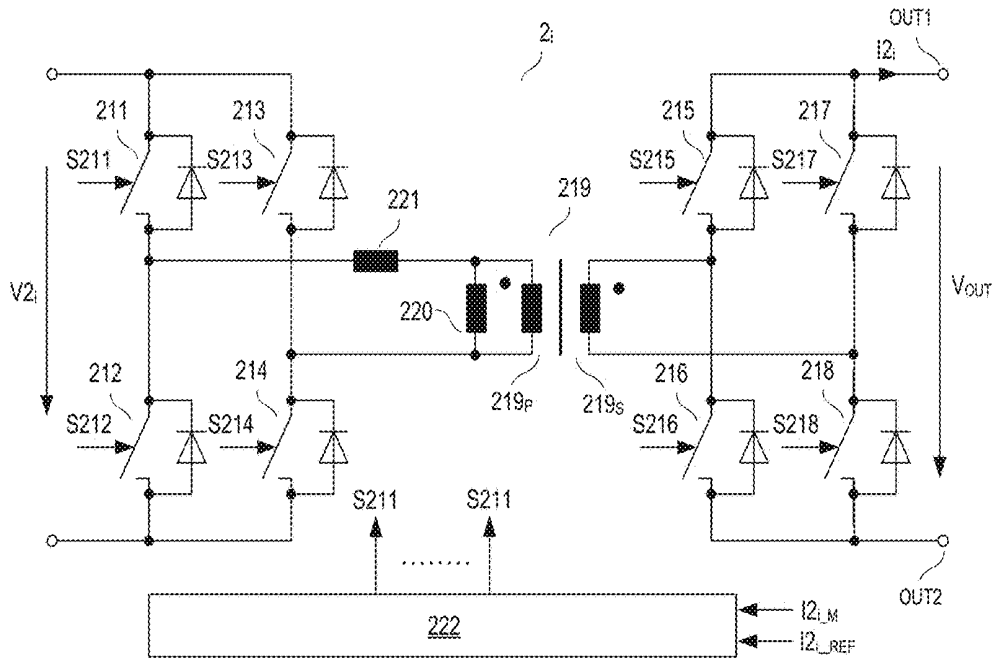 2i
OUT1
I2i
211
213
215
217
S211
S213
S215
S217
219
221
V2i
VOUT
220
212
214
219P
219S
216
218
S212
S214
S216
S218
S211
S211
........
OUT2
222
I2i_M
I2i_REF